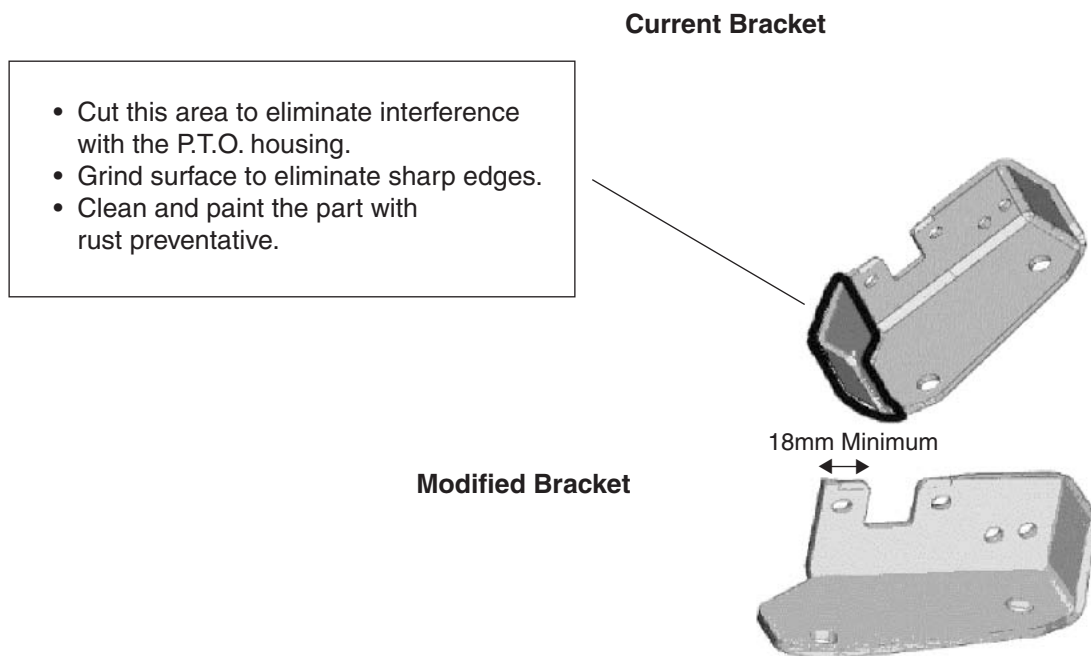 Current Bracket
• Cut this area to eliminate interference
with the P.T.O. housing.
• Grind surface to eliminate sharp edges.
• Clean and paint the part with
rust preventative.
18mm Minimum
Modified Bracket